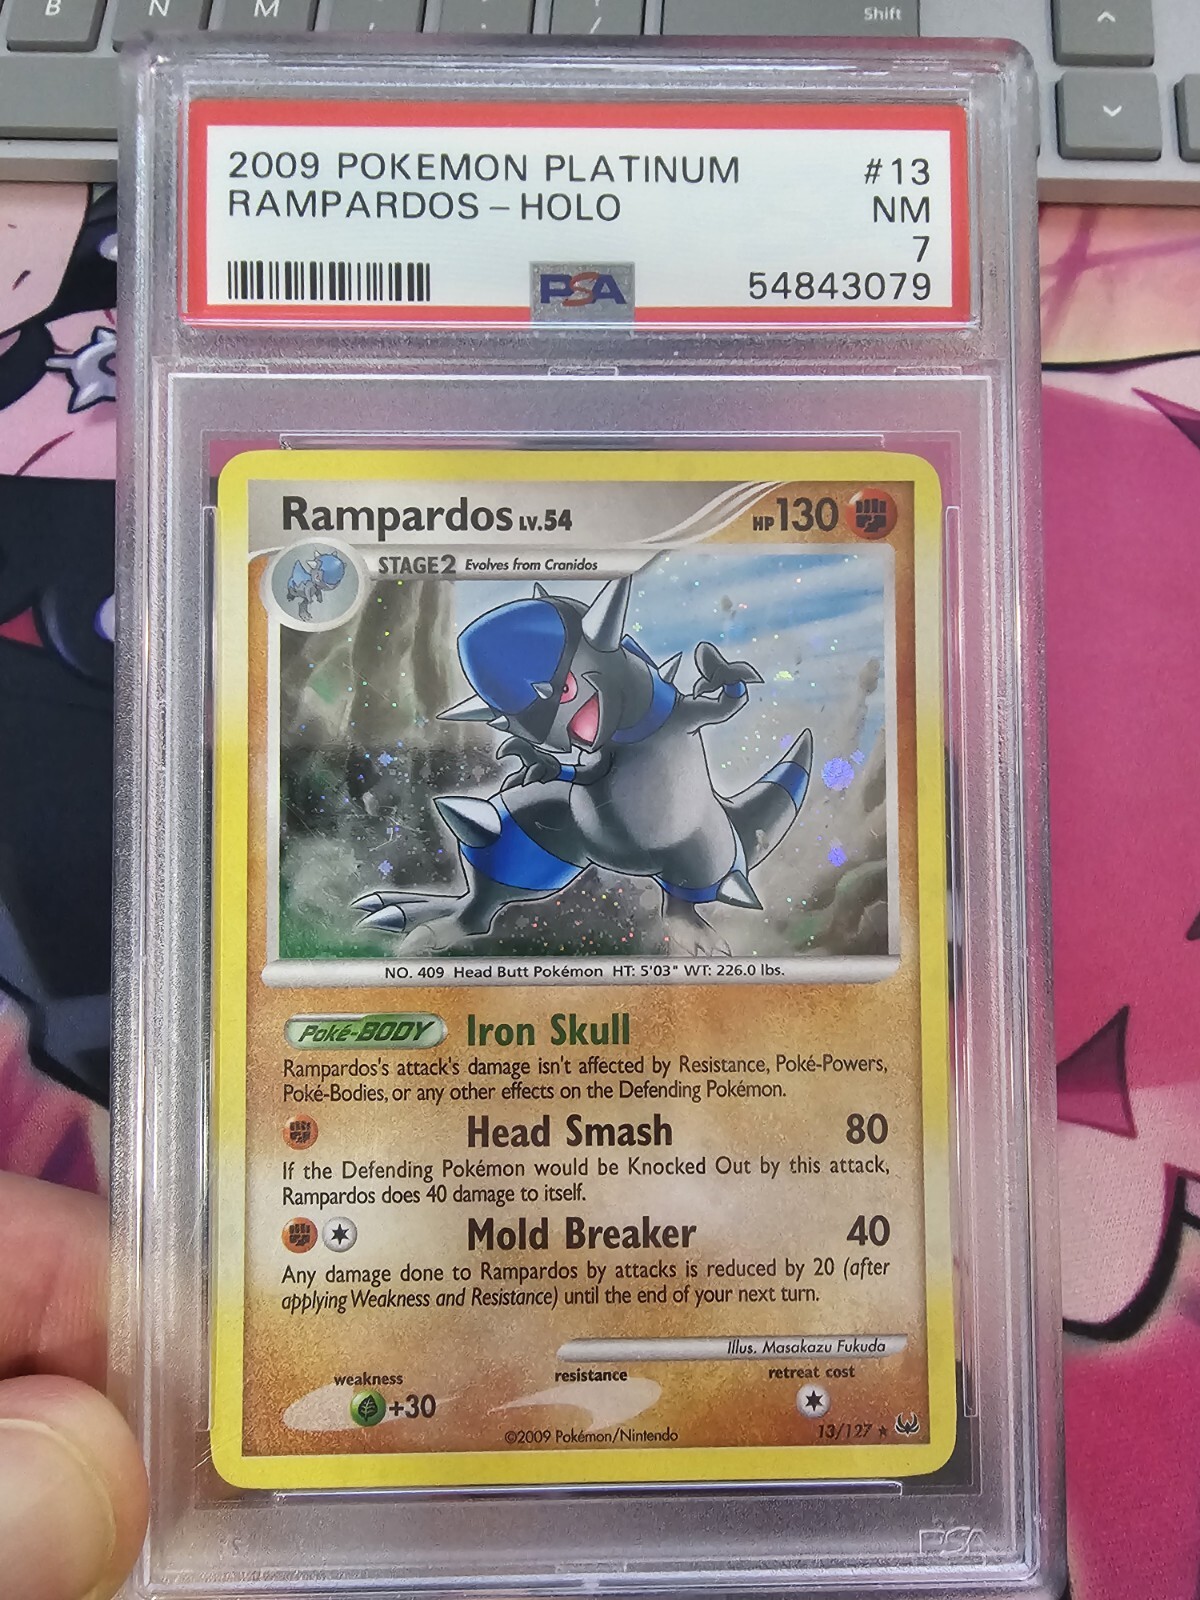 B
N
M
/
Shift
2009 POKEMON PLATINUM #13
RAMPARDOS – HOLO NM
7
PSA 54843079
Rampardos LV.54 HP 130
STAGE2 Evolves from Cranidos
NO. 409 Head Butt Pokémon HT: 5'03" WT: 226.0 lbs.
Poké-BODY Iron Skull
Rampardos's attack's damage isn't affected by Resistance, Poké-Powers,
Poké-Bodies, or any other effects on the Defending Pokémon.
Head Smash 80
If the Defending Pokémon would be Knocked Out by this attack,
Rampardos does 40 damage to itself.
Mold Breaker 40
Any damage done to Rampardos by attacks is reduced by 20 (after
applying Weakness and Resistance) until the end of your next turn.
Illus. Masakazu Fukuda
weakness resistance retreat cost
+30
©2009 Pokémon/Nintendo 13/127 ★
PSA